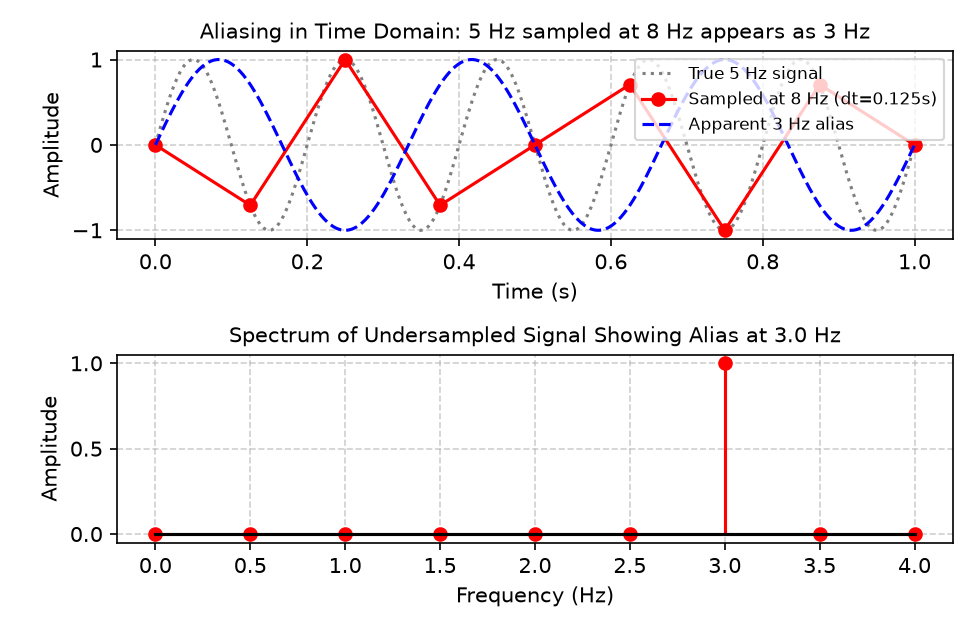 Aliasing in Time Domain: 5 Hz sampled at 8 Hz appears as 3 Hz
Amplitude
1
0
−1
True 5 Hz signal
Sampled at 8 Hz (dt=0.125s)
Apparent 3 Hz alias
0.0 0.2 0.4 0.6 0.8 1.0
Time (s)
Spectrum of Undersampled Signal Showing Alias at 3.0 Hz
Amplitude
1.0
0.5
0.0
0.0 0.5 1.0 1.5 2.0 2.5 3.0 3.5 4.0
Frequency (Hz)